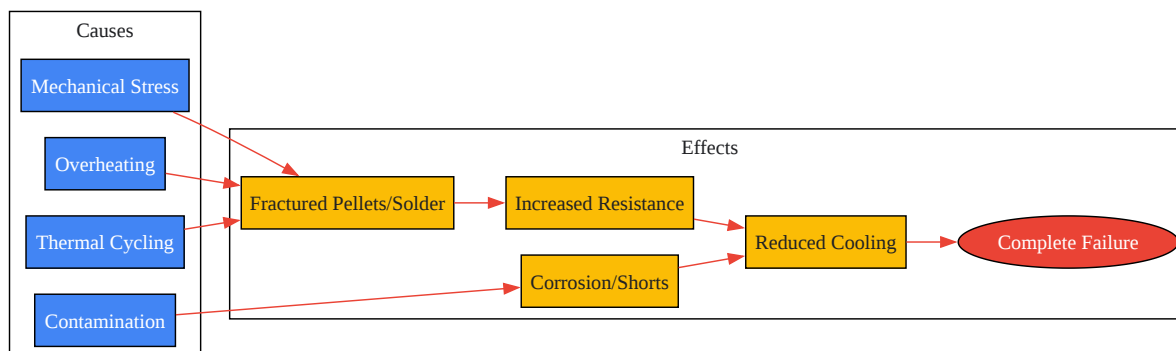 Causes
Mechanical Stress
Overheating
Thermal Cycling
Contamination
Effects
Fractured Pellets/Solder
Increased Resistance
Corrosion/Shorts
Reduced Cooling
Complete Failure